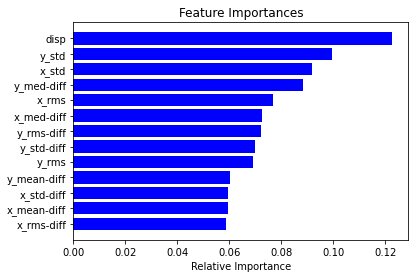 Feature Importances
disp
y_std
x_std
y_med-diff
x_rms
x_med-diff
y_rms-diff
y_std-diff
y_rms
y_mean-diff
x_std-diff
x_mean-diff
x_rms-diff
0.00 0.02 0.04 0.06 0.08 0.10 0.12
Relative Importance